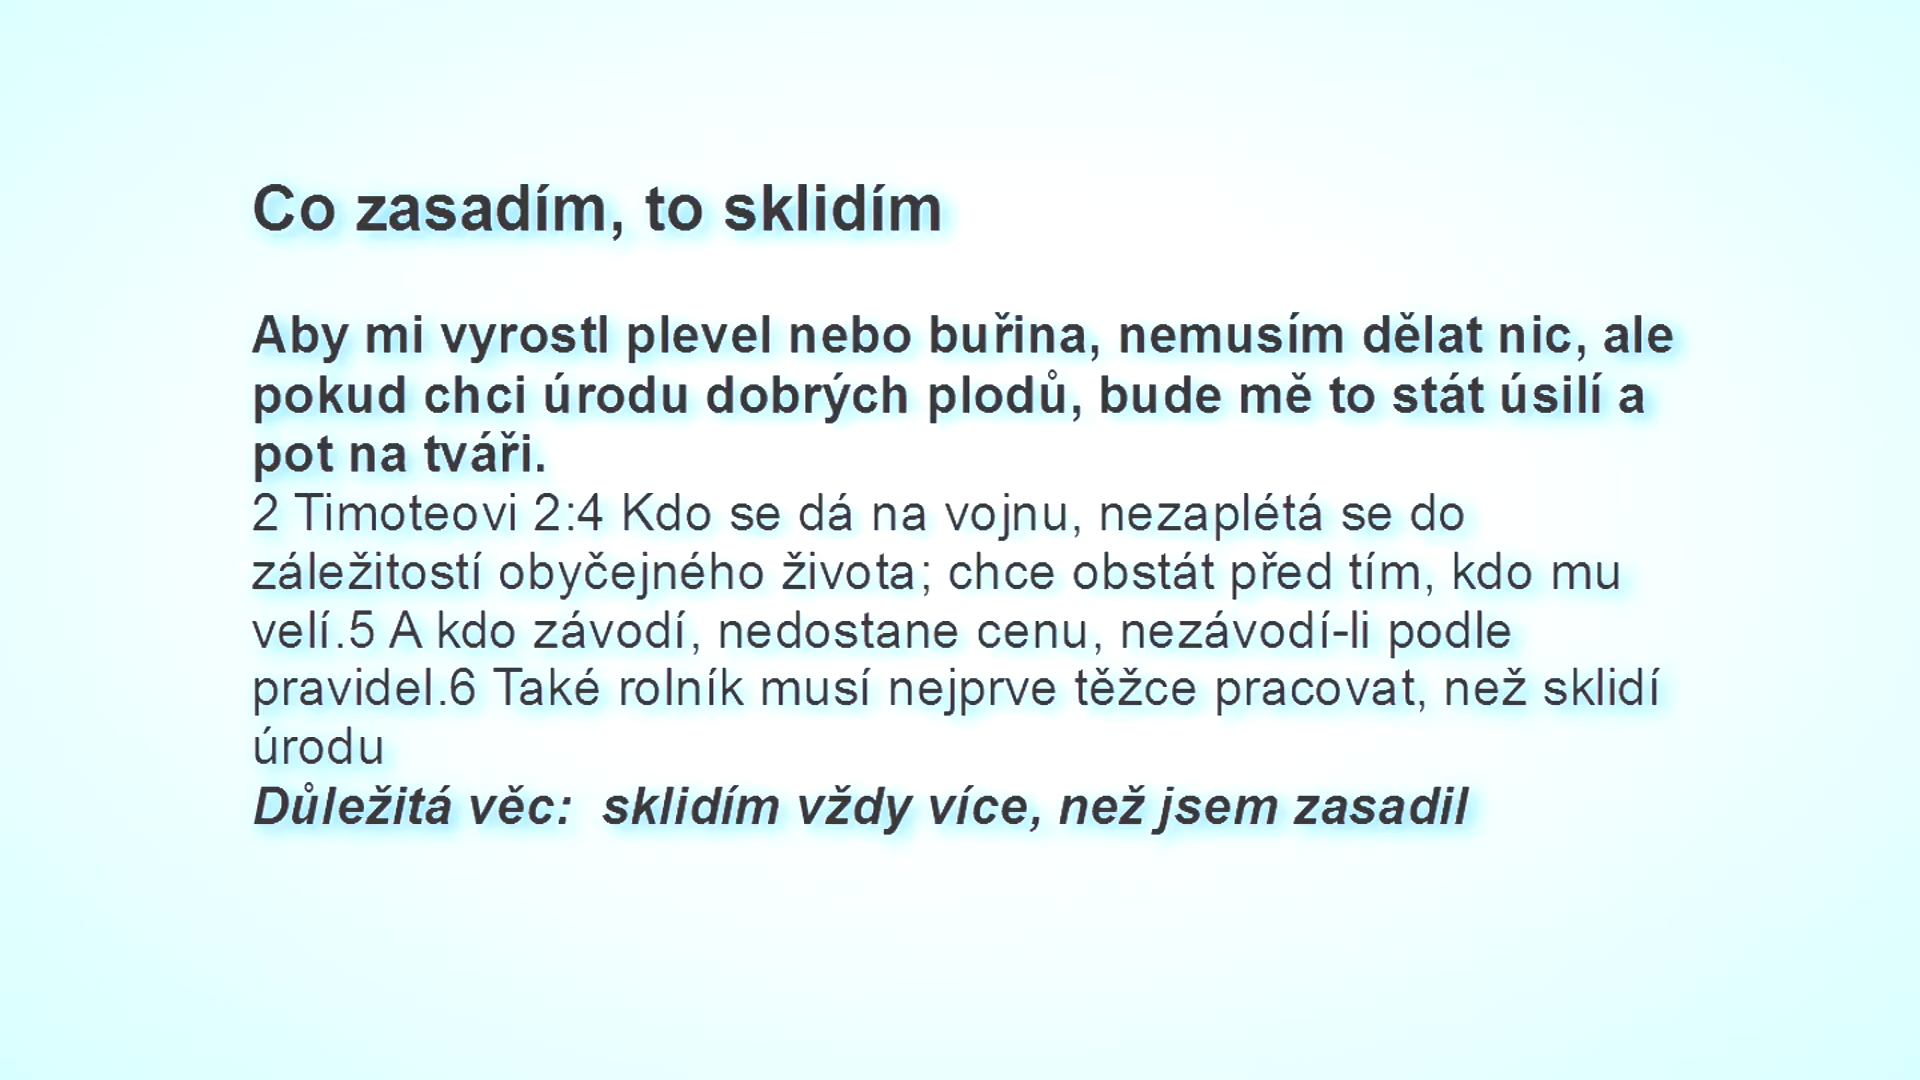 Co zasadím, to sklidím
Aby mi vyrostl plevel nebo buřina, nemusím dělat nic, ale
pokud chci úrodu dobrých plodů, bude mě to stát úsilí a
pot na tváři.
2 Timoteovi 2:4 Kdo se dá na vojnu, nezaplétá se do
záležitostí obyčejného života; chce obstát před tím, kdo mu
velí.5 A kdo závodí, nedostane cenu, nezávodí-li podle
pravidel.6 Také rolník musí nejprve těžce pracovat, než sklidí
úrodu
Důležitá věc:  sklidím vždy více, než jsem zasadil